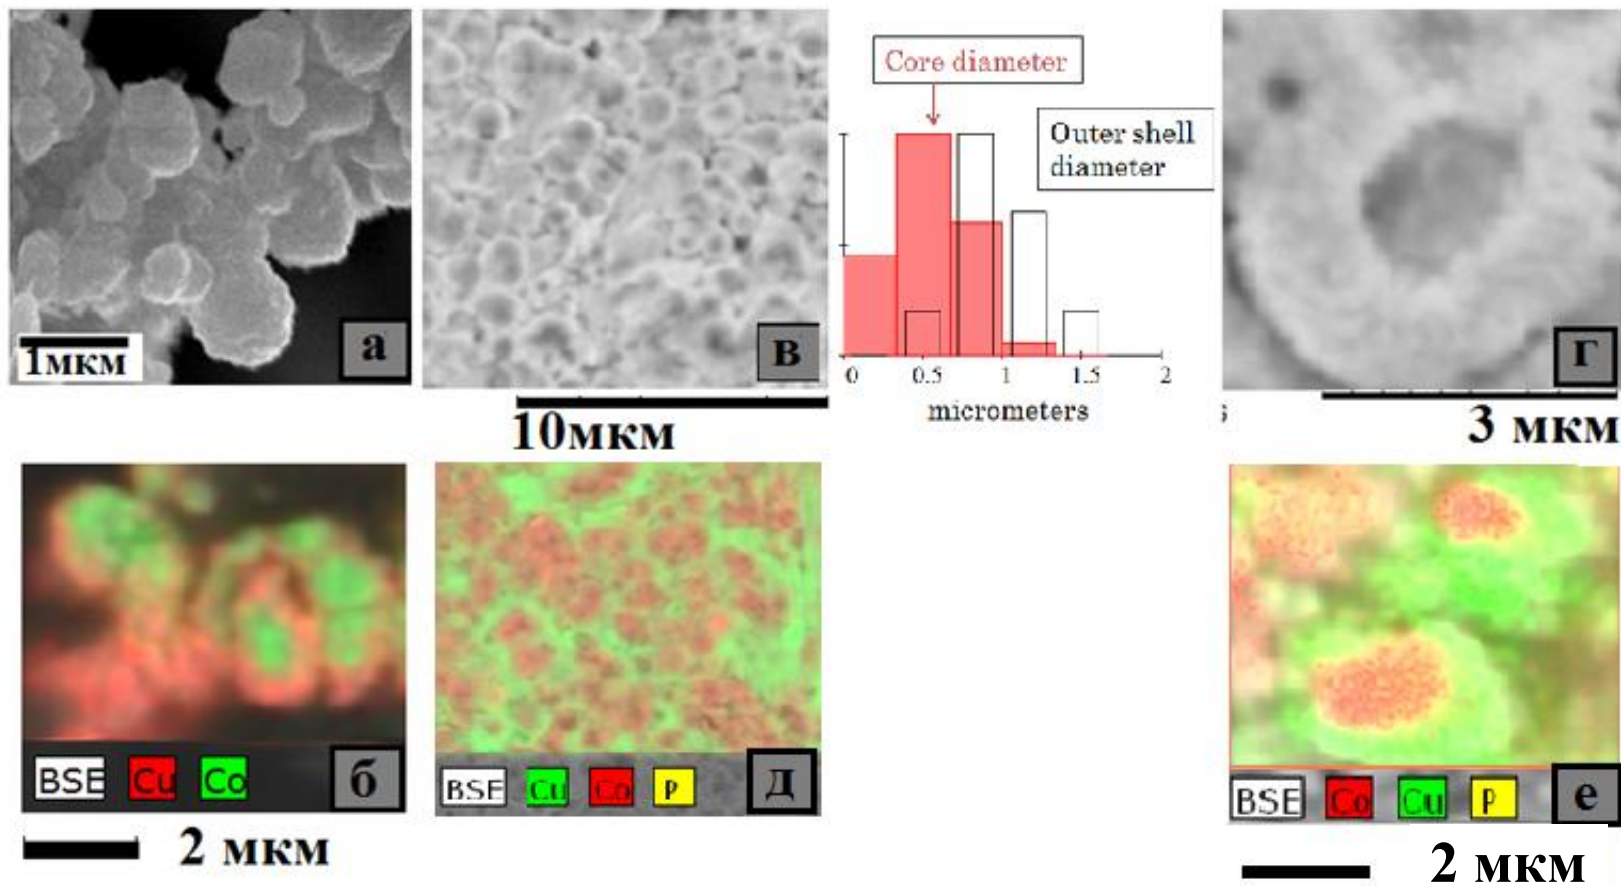 1мкм
а
в
10мкм
Core diameter
Outer shell
diameter
0 0.5 1 1.5 2
micrometers
г
3 мкм
BSE Cu Co
б
2 мкм
BSE Cu Co P
д
BSE Co Cu P
е
2 мкм